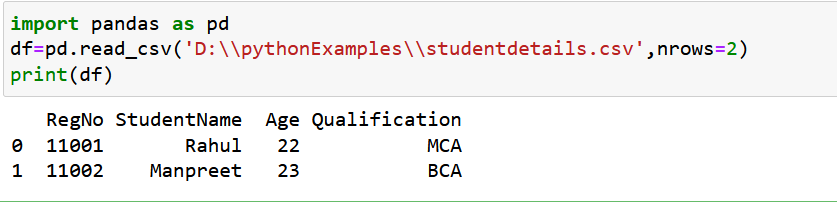 import pandas as pd
df=pd.read_csv('D:\\pythonExamples\\studentdetails.csv',nrows=2)
print(df)
RegNo StudentName Age Qualification
0 11001 Rahul 22 MCA
1 11002 Manpreet 23 BCA